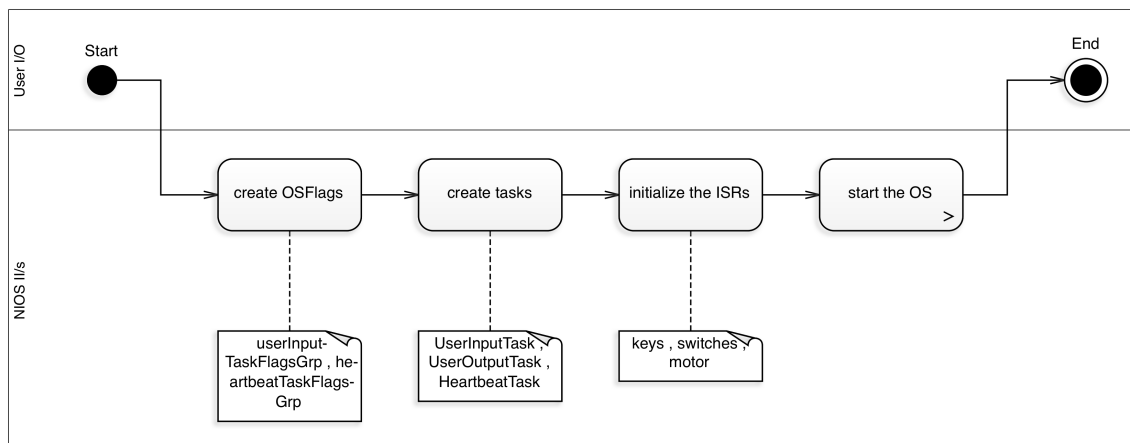 User I/O
Start
End
NIOS II/s
create OSFlags
create tasks
initialize the ISRs
start the OS
>
userInput-
TaskFlagsGrp , he-
artbeatTaskFlags-
Grp
UserInputTask ,
UserOutputTask ,
HeartbeatTask
keys , switches ,
motor